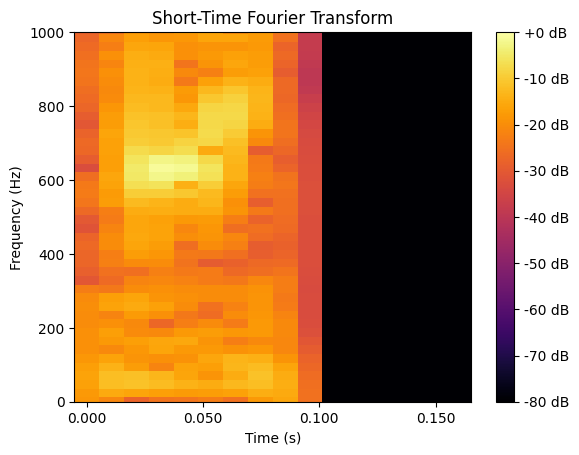 Short-Time Fourier Transform
1000
800
600
400
200
0
Frequency (Hz)
0.000
0.050
0.100
0.150
Time (s)
+0 dB
-10 dB
-20 dB
-30 dB
-40 dB
-50 dB
-60 dB
-70 dB
-80 dB